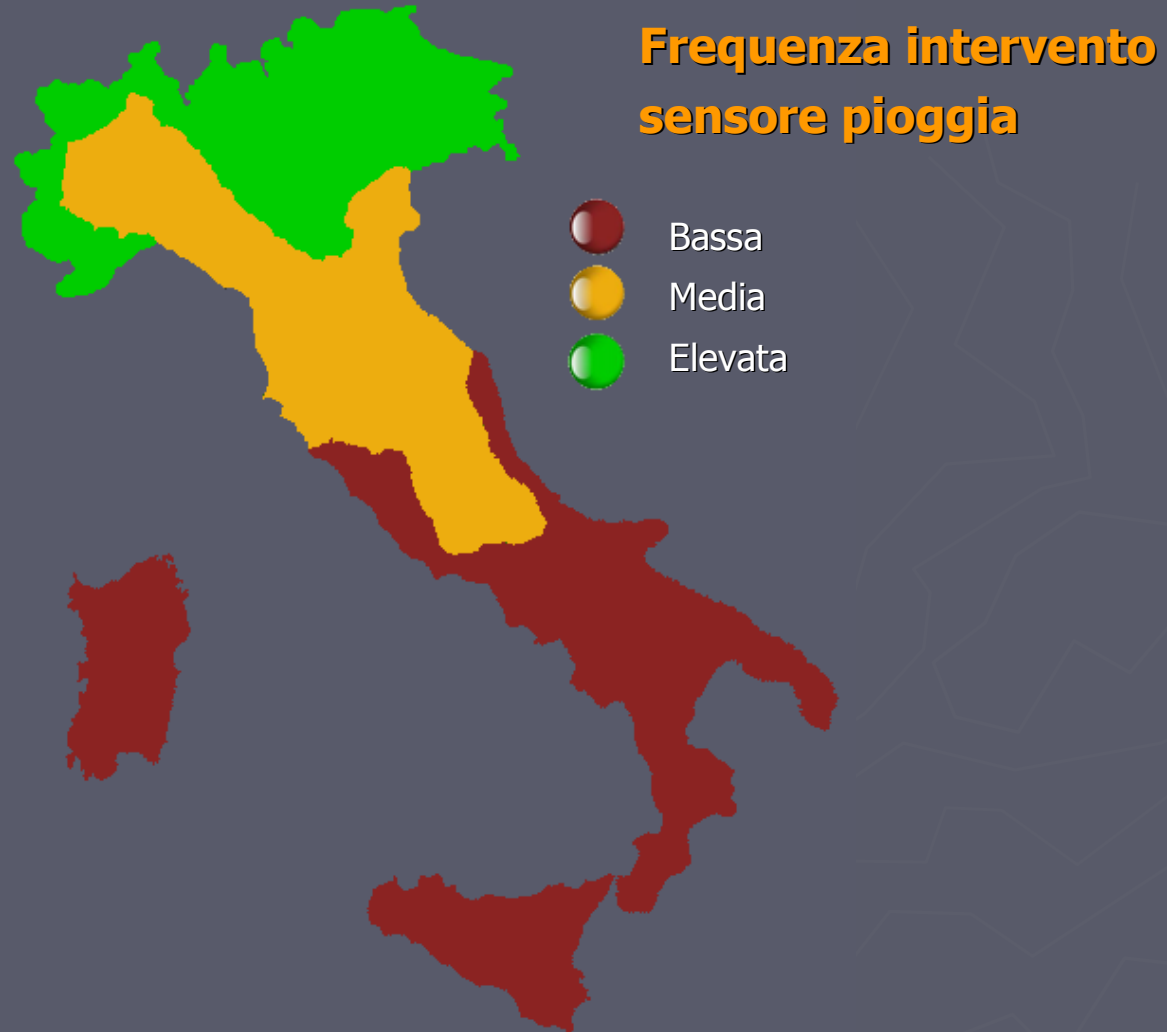 Frequenza intervento
sensore pioggia
Bassa
Media
Elevata